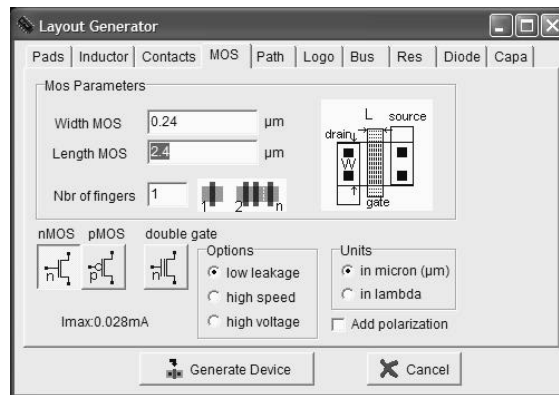 Layout Generator
Pads Inductor Contacts MOS Path Logo Bus Res Diode Capa
Mos Parameters
Width MOS 0.24 µm
Length MOS 2.4 µm
Nbr of fingers 1
1 2 n
L source
drain
W
gate
nMOS pMOS double gate
n p n
Options
low leakage
high speed
high voltage
Units
in micron (µm)
in lambda
Imax:0.028mA
Add polarization
Generate Device Cancel